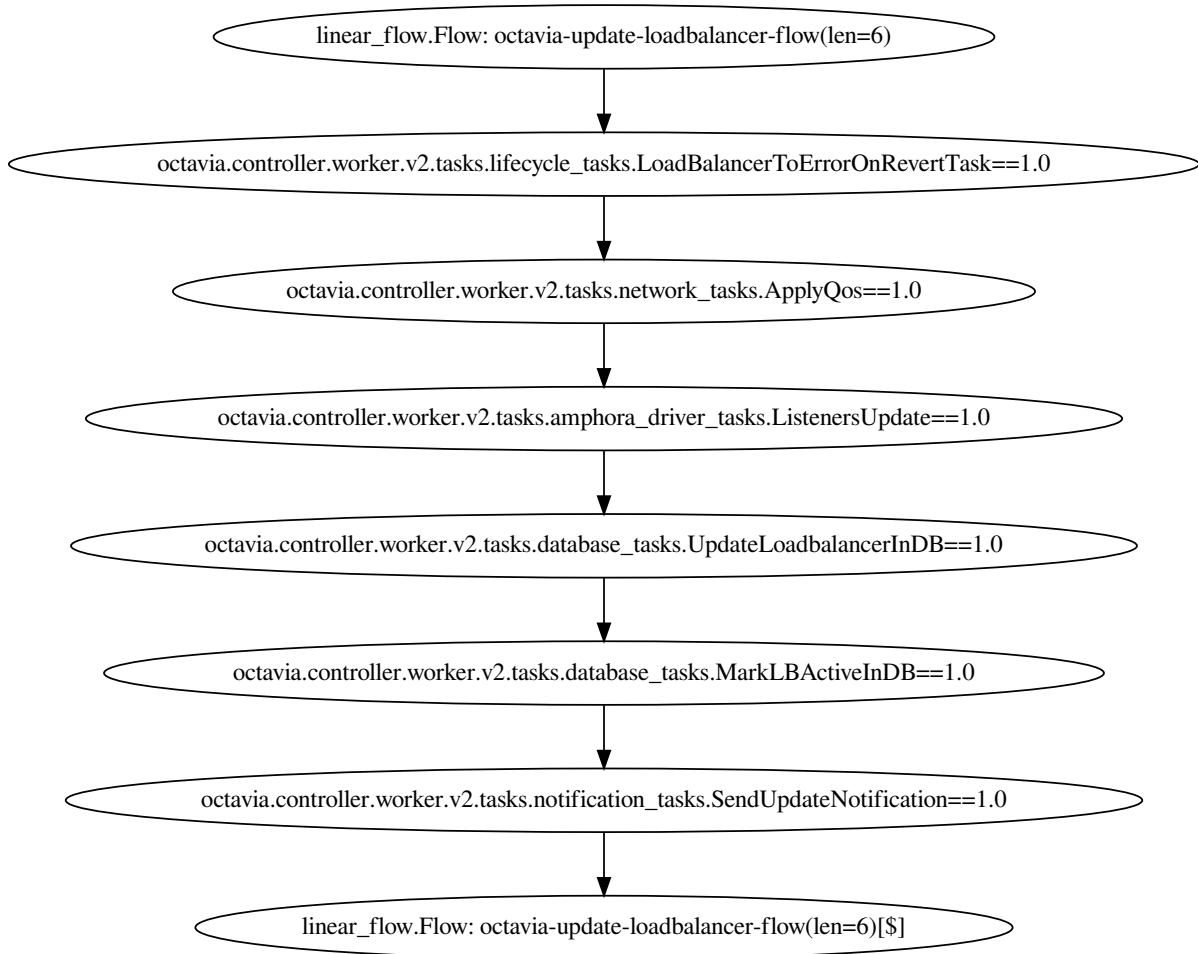 linear_flow.Flow: octavia-update-loadbalancer-flow(len=6)
octavia.controller.worker.v2.tasks.lifecycle_tasks.LoadBalancerToErrorOnRevertTask==1.0
octavia.controller.worker.v2.tasks.network_tasks.ApplyQos==1.0
octavia.controller.worker.v2.tasks.amphora_driver_tasks.ListenersUpdate==1.0
octavia.controller.worker.v2.tasks.database_tasks.UpdateLoadbalancerInDB==1.0
octavia.controller.worker.v2.tasks.database_tasks.MarkLBActiveInDB==1.0
octavia.controller.worker.v2.tasks.notification_tasks.SendUpdateNotification==1.0
linear_flow.Flow: octavia-update-loadbalancer-flow(len=6)[$]